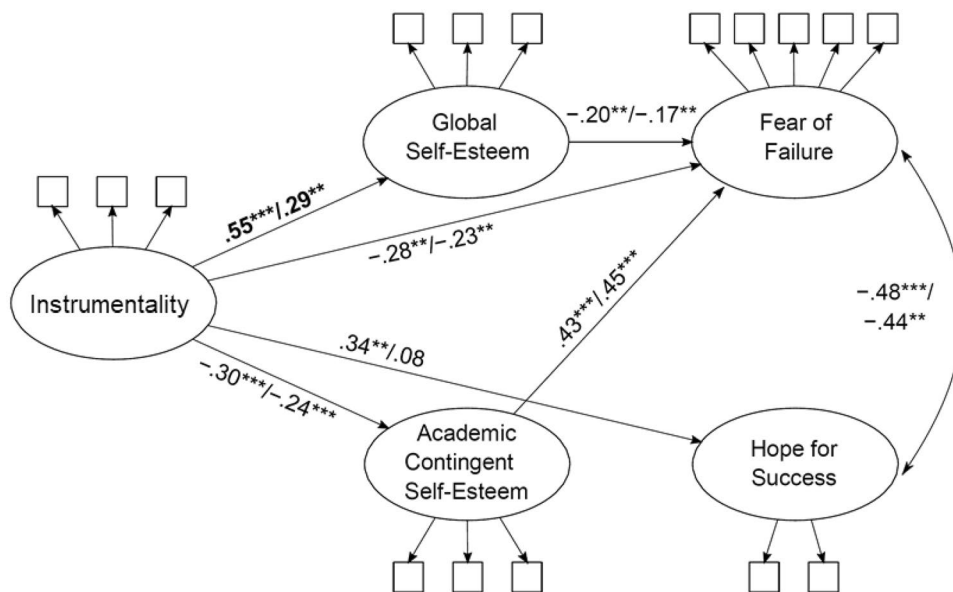 Global
Self-Esteem
−.20**/−.17**
Fear of
Failure
.55***/.29**
−.28**/−.23**
Instrumentality
.43***/.45***
−.48***/
−.44**
.34**/.08
−.30***/−.24***
Academic
Contingent
Self-Esteem
Hope for
Success